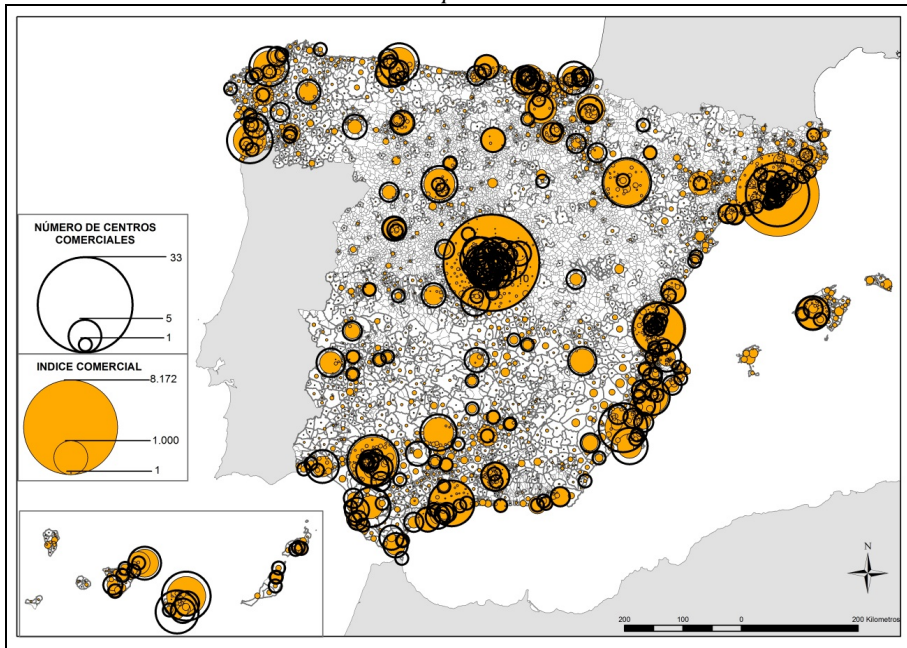 NÚMERO DE CENTROS
COMERCIALES
33
5
1
INDICE COMERCIAL
8.172
1.000
1
N
200 100 0 200 Kilometros